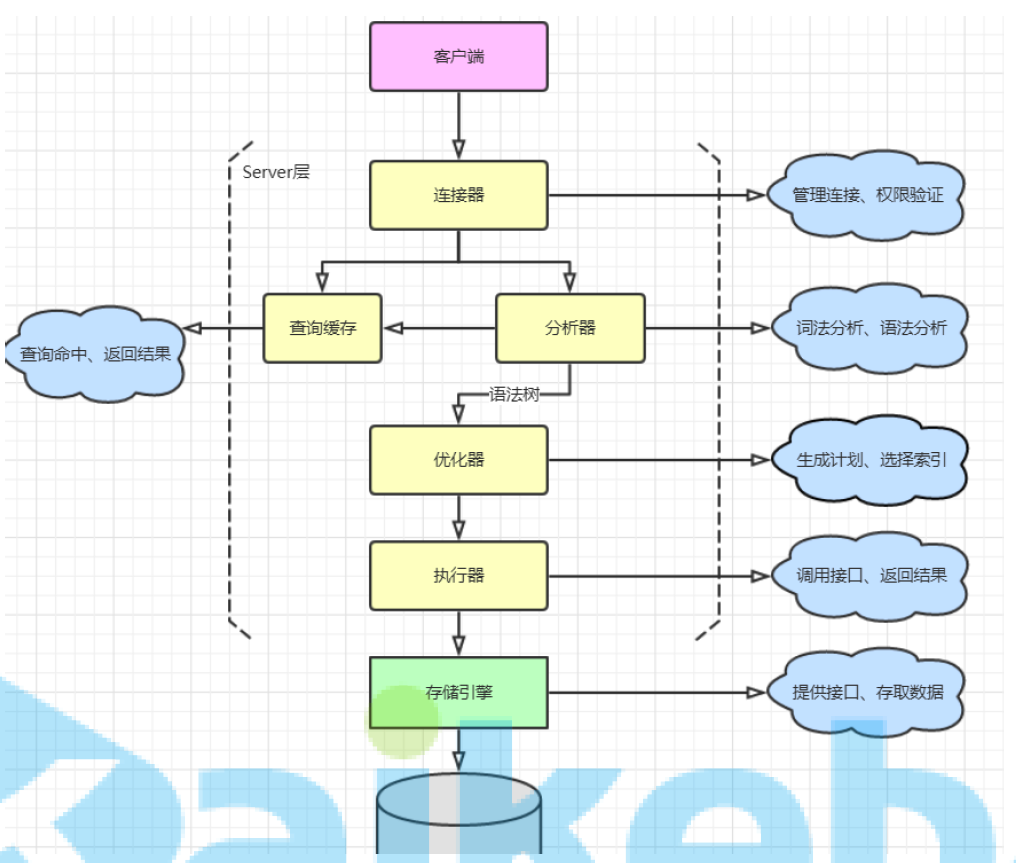 客户端
Server层
连接器
管理连接、权限验证
查询缓存
分析器
词法分析、语法分析
查询命中、返回结果
语法树
优化器
生成计划、选择索引
执行器
调用接口、返回结果
存储引擎
提供接口、存取数据
aikeh